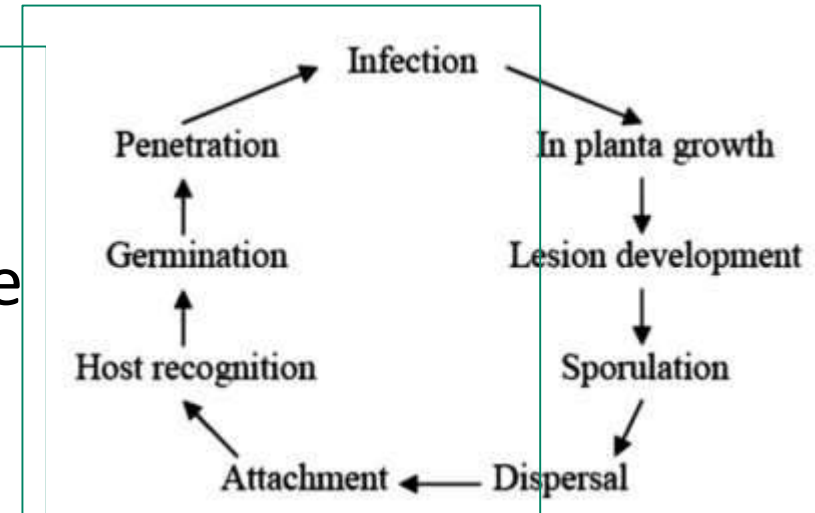 Infection
Penetration
In planta growth
Germination
Lesion development
e
Host recognition
Sporulation
Attachment
Dispersal